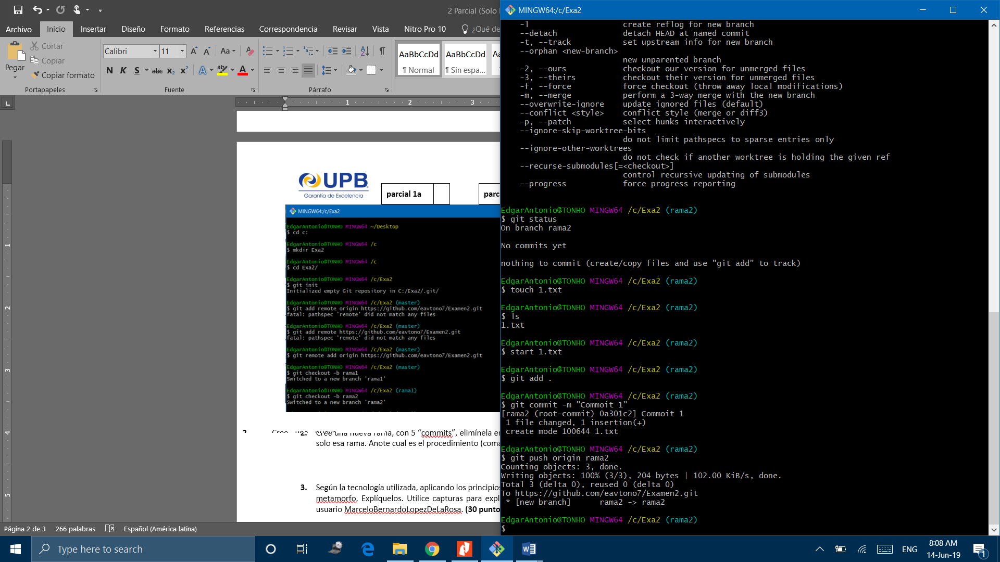 2 Parcial (Solo
Archivo Inicio Insertar Diseño Formato Referencias Correspondencia Revisar Vista Nitro Pro 10 ¿Qué de
Pegar
Cortar
Copiar
Copiar formato
Calibri 11
N K S abc x₂ x²
AaBbCcDd AaBbCcDd
¶ Normal ¶ Sin espa...
Portapapeles Fuente Párrafo
1 2 3
UPB
Garantía de Excelencia
parcial 1a
parc
MINGW64:/c/Exa2
EdgarAntonio@TONHO MINGW64 ~/Desktop
$ cd c:
EdgarAntonio@TONHO MINGW64 /c
$ mkdir Exa2
EdgarAntonio@TONHO MINGW64 /c
$ cd Exa2/
EdgarAntonio@TONHO MINGW64 /c/Exa2
$ git init
Initialized empty Git repository in C:/Exa2/.git/
EdgarAntonio@TONHO MINGW64 /c/Exa2 (master)
$ git add remote origin https://github.com/eavtono7/Examen2.git
fatal: pathspec 'remote' did not match any files
EdgarAntonio@TONHO MINGW64 /c/Exa2 (master)
$ git add remote https://github.com/eavtono7/Examen2.git
fatal: pathspec 'remote' did not match any files
EdgarAntonio@TONHO MINGW64 /c/Exa2 (master)
$ git remote add origin https://github.com/eavtono7/Examen2.git
EdgarAntonio@TONHO MINGW64 /c/Exa2 (master)
$ git checkout -b rama1
Switched to a new branch 'rama1'
EdgarAntonio@TONHO MINGW64 /c/Exa2 (rama1)
$ git checkout -b rama2
Switched to a new branch 'rama2'
2. Cree una nueva rama, con 5 “commits”, elimínela en
solo esa rama. Anote cual es el procedimiento (coma
3. Según la tecnología utilizada, aplicando los principios
metamorfo. Explíquelos. Utilice capturas para expl
usuario MarceloBernardoLopezDeLaRosa. (30 punto
Página 2 de 3 266 palabras Español (América latina)
MINGW64:/c/Exa2
-l create reflog for new branch
--detach detach HEAD at named commit
-t, --track set upstream info for new branch
--orphan <new-branch>
new unparented branch
-2, --ours checkout our version for unmerged files
-3, --theirs checkout their version for unmerged files
-f, --force force checkout (throw away local modifications)
-m, --merge perform a 3-way merge with the new branch
--overwrite-ignore update ignored files (default)
--conflict <style> conflict style (merge or diff3)
-p, --patch select hunks interactively
--ignore-skip-worktree-bits
do not limit pathspecs to sparse entries only
--ignore-other-worktrees
do not check if another worktree is holding the given ref
--recurse-submodules[=<checkout>]
control recursive updating of submodules
--progress force progress reporting
EdgarAntonio@TONHO MINGW64 /c/Exa2 (rama2)
$ git status
On branch rama2
No commits yet
nothing to commit (create/copy files and use "git add" to track)
EdgarAntonio@TONHO MINGW64 /c/Exa2 (rama2)
$ touch 1.txt
EdgarAntonio@TONHO MINGW64 /c/Exa2 (rama2)
$ ls
1.txt
EdgarAntonio@TONHO MINGW64 /c/Exa2 (rama2)
$ start 1.txt
EdgarAntonio@TONHO MINGW64 /c/Exa2 (rama2)
$ git add .
EdgarAntonio@TONHO MINGW64 /c/Exa2 (rama2)
$ git commit -m "Commoit 1"
[rama2 (root-commit) 0a301c2] Commoit 1
1 file changed, 1 insertion(+)
create mode 100644 1.txt
EdgarAntonio@TONHO MINGW64 /c/Exa2 (rama2)
$ git push origin rama2
Counting objects: 3, done.
Writing objects: 100% (3/3), 204 bytes | 102.00 KiB/s, done.
Total 3 (delta 0), reused 0 (delta 0)
To https://github.com/eavtono7/Examen2.git
* [new branch] rama2 -> rama2
EdgarAntonio@TONHO MINGW64 /c/Exa2 (rama2)
$
Type here to search
ENG
8:08 AM
14-Jun-19
1